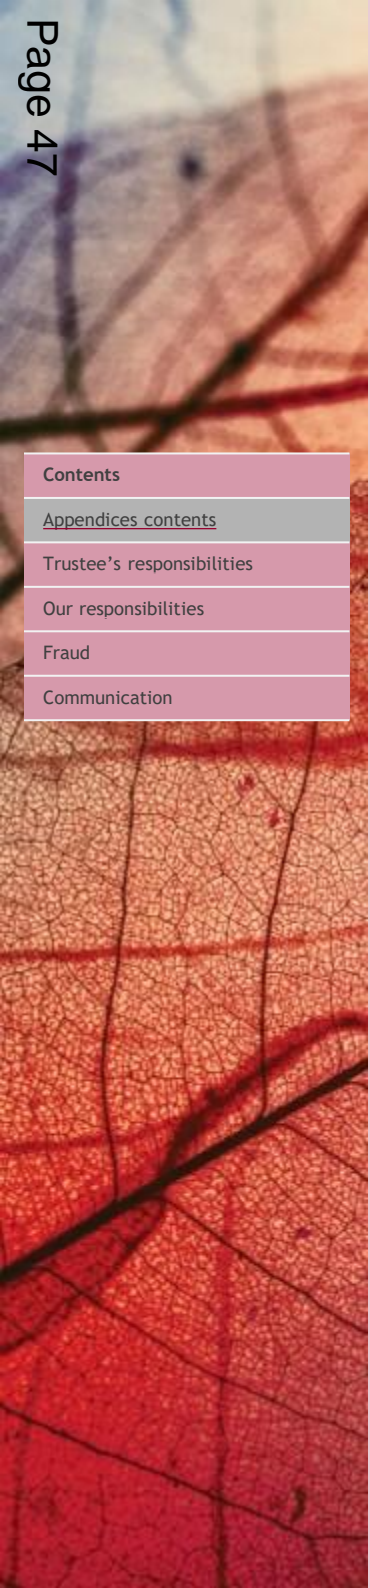 Page 47
Contents
Appendices contents
Trustee’s responsibilities
Our responsibilities
Fraud
Communication